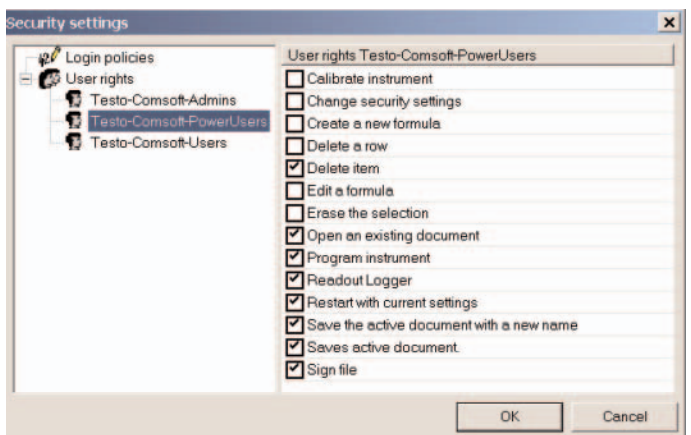 Security settings
Login policies
User rights
Testo-Comsoft-Admins
Testo-Comsoft-PowerUsers
Testo-Comsoft-Users
User rights Testo-Comsoft-PowerUsers
Calibrate instrument
Change security settings
Create a new formula
Delete a row
Delete item
Edit a formula
Erase the selection
Open an existing document
Program instrument
Readout Logger
Restart with current settings
Save the active document with a new name
Saves active document.
Sign file
OK
Cancel